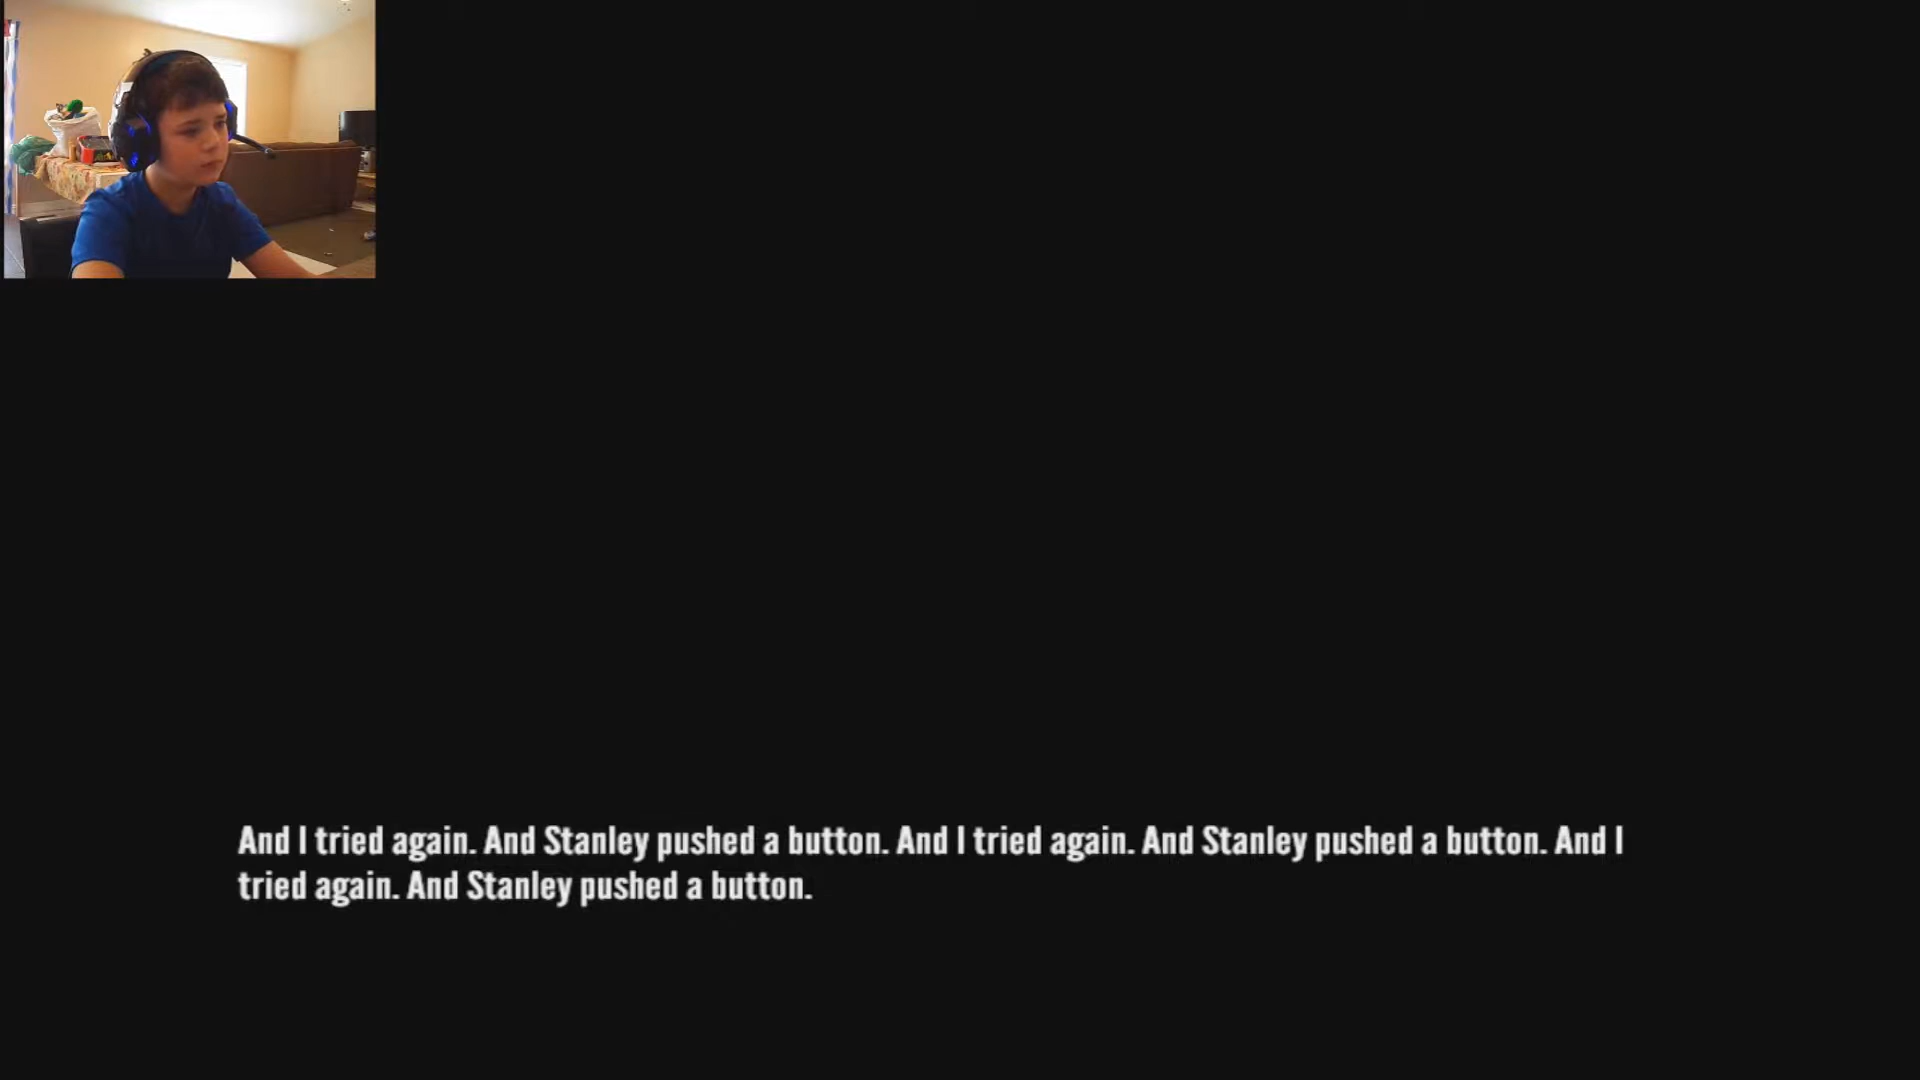 And I tried again. And Stanley pushed a button. And I tried again. And Stanley pushed a button. And I
tried again. And Stanley pushed a button.